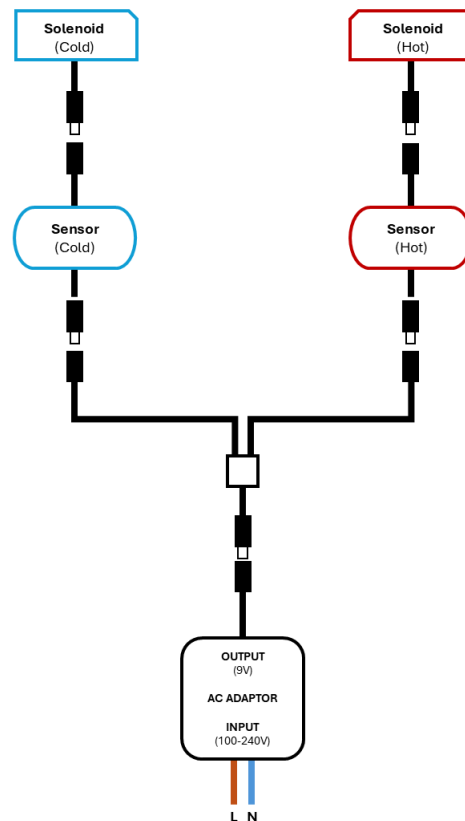 Solenoid
(Cold)
Solenoid
(Hot)
Sensor
(Cold)
Sensor
(Hot)
OUTPUT
(9V)
AC ADAPTOR
INPUT
(100-240V)
L N